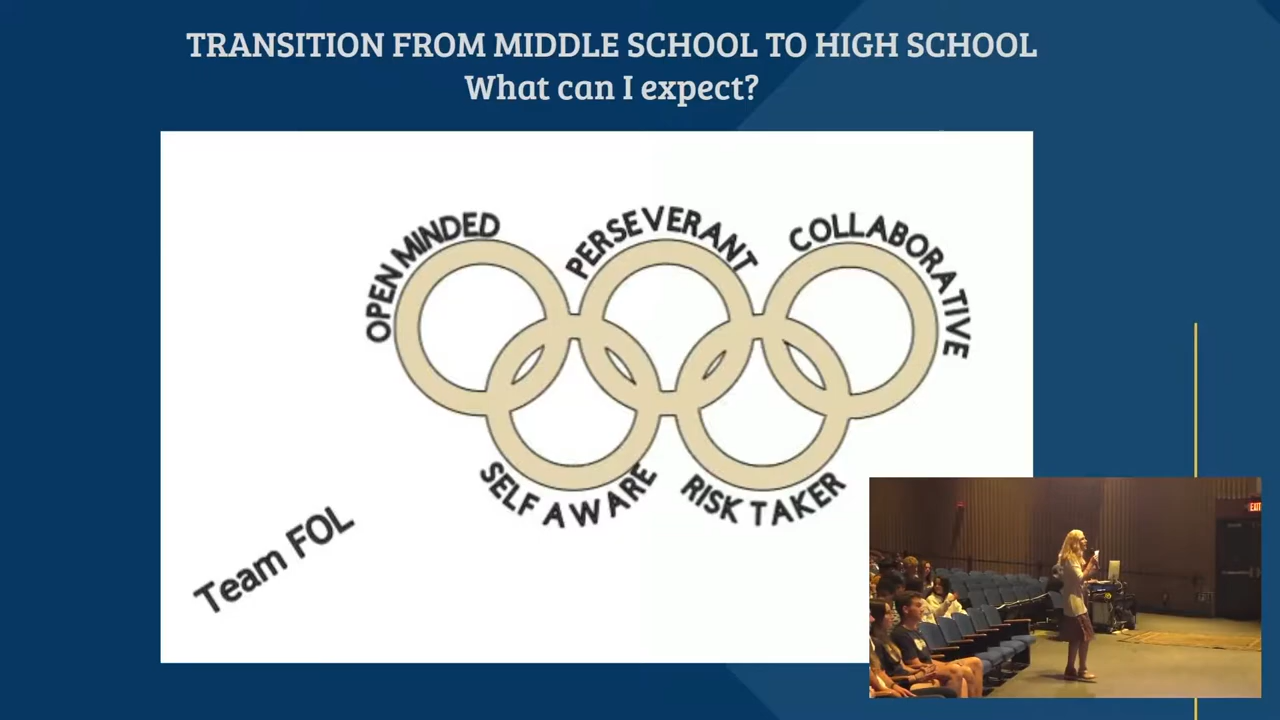 TRANSITION FROM MIDDLE SCHOOL TO HIGH SCHOOL
What can I expect?
OPEN MINDED
PERSEVERANT
COLLABORATIVE
SELF AWARE
RISK TAKER
Team FOL
EXIT